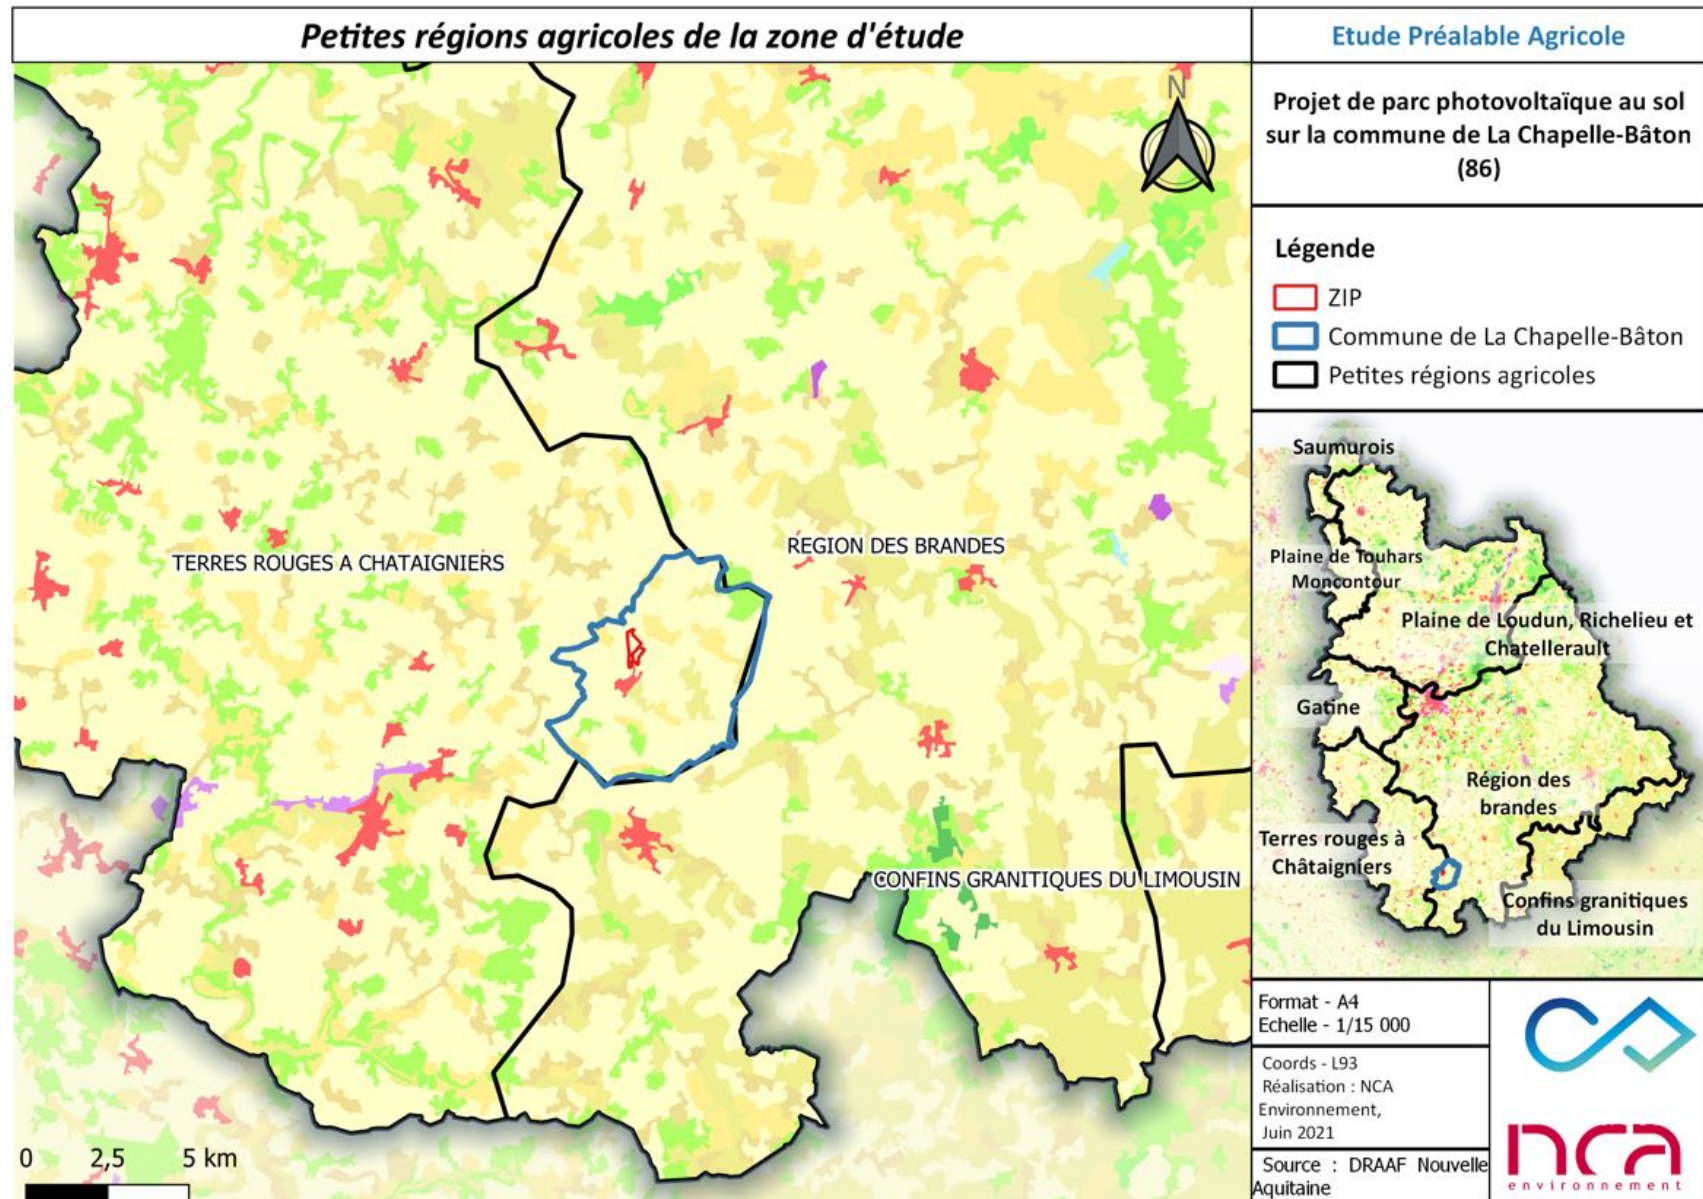 Petites régions agricoles de la zone d'étude
Etude Préalable Agricole
Projet de parc photovoltaïque au sol
sur la commune de La Chapelle-Bâton
(86)
N
Légende
ZIP
Commune de La Chapelle-Bâton
Petites régions agricoles
TERRES ROUGES A CHATAIGNIERS
REGION DES BRANDES
CONFINS GRANITIQUES DU LIMOUSIN
0 2,5 5 km
Saumurois
Plaine de Touhars
Moncontour
Plaine de Loudun, Richelieu et
Chatellerault
Gatine
Région des
brandes
Terres rouges à
Châtaigniers
Confins granitiques
du Limousin
Format - A4
Echelle - 1/15 000
Coords - L93
Réalisation : NCA
Environnement,
Juin 2021
Source : DRAAF Nouvelle
Aquitaine
nca
environnement